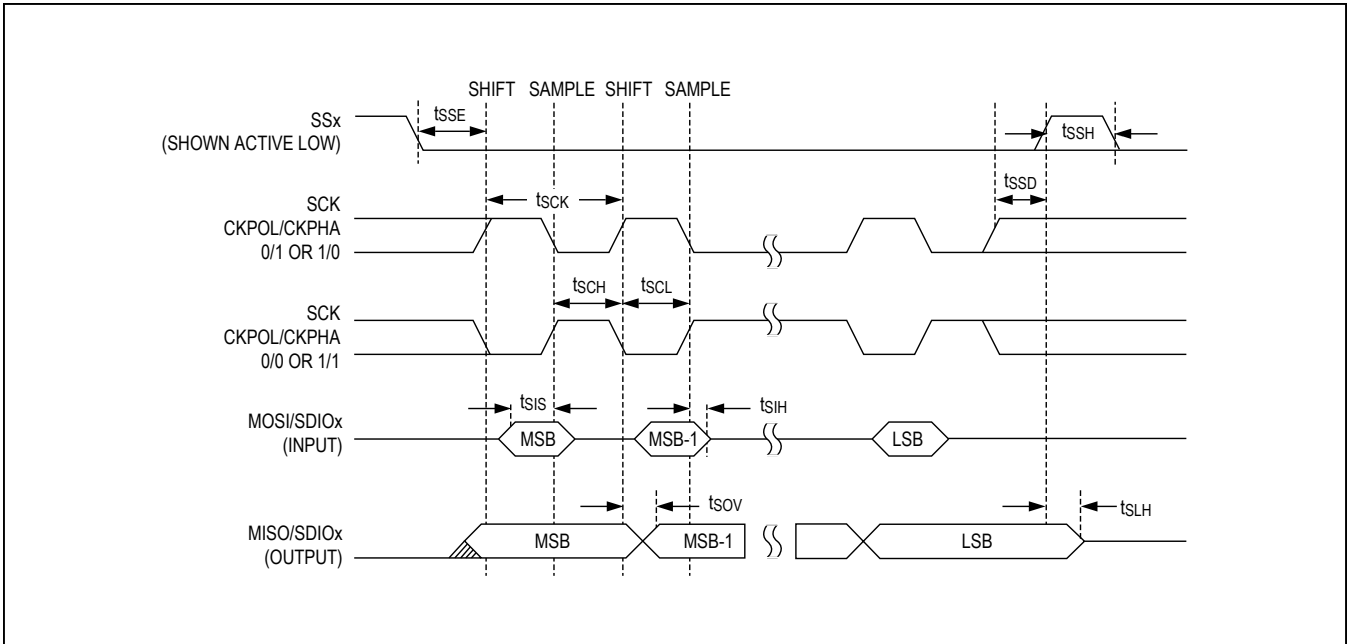 SHIFT SAMPLE SHIFT SAMPLE
SSx
(SHOWN ACTIVE LOW)
tSSE
tSSH
tSSD
SCK
CKPOL/CKPHA
0/1 OR 1/0
tSCK
tSCH
tSCL
SCK
CKPOL/CKPHA
0/0 OR 1/1
tSIS
tSIH
MOSI/SDIOx
(INPUT)
MSB
MSB-1
LSB
tSOV
tSLH
MISO/SDIOx
(OUTPUT)
MSB
MSB-1
LSB